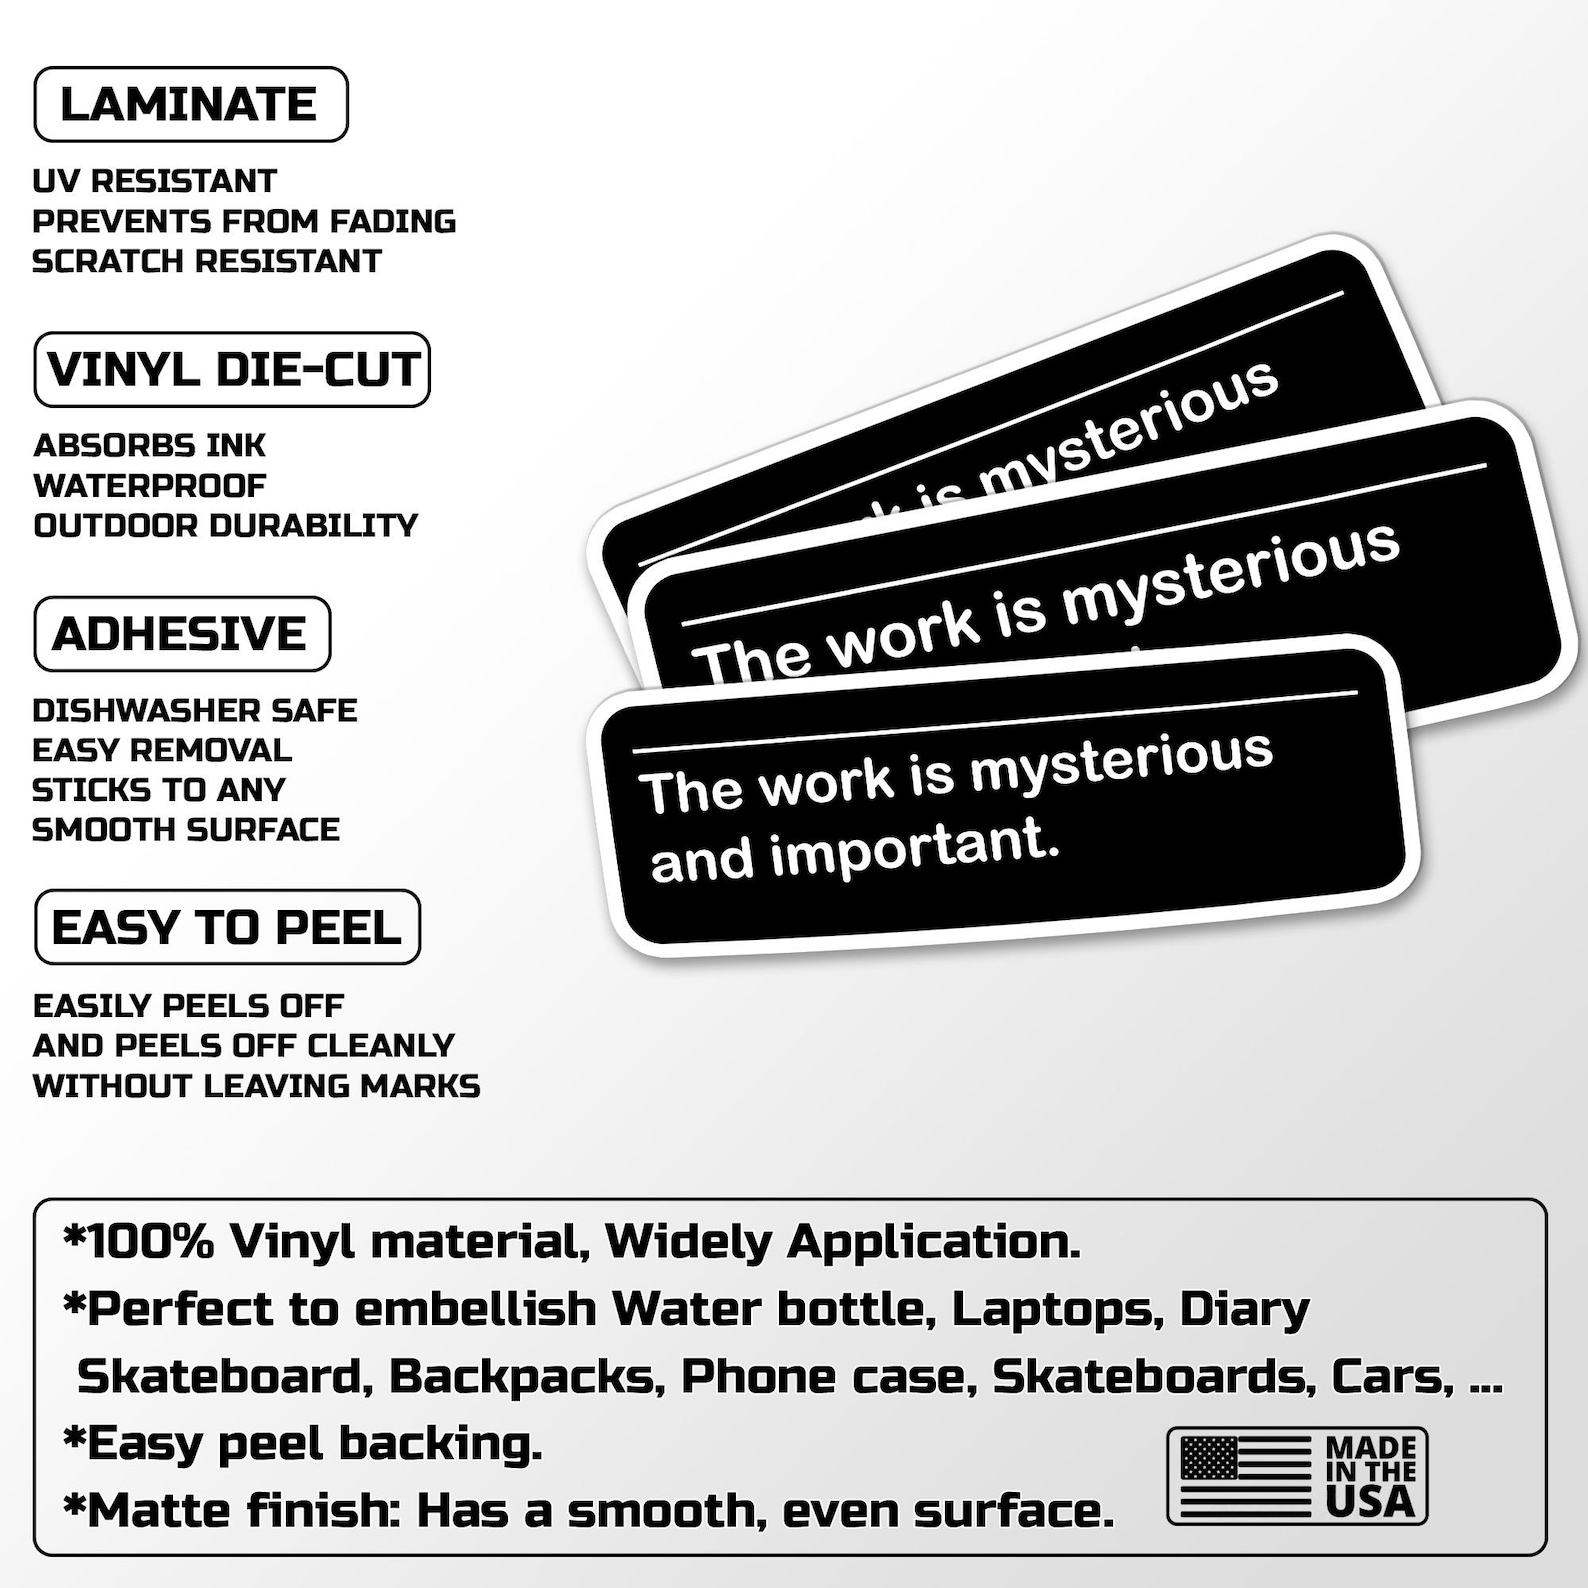 LAMINATE
UV RESISTANT
PREVENTS FROM FADING
SCRATCH RESISTANT
VINYL DIE-CUT
ABSORBS INK
WATERPROOF
OUTDOOR DURABILITY
ADHESIVE
DISHWASHER SAFE
EASY REMOVAL
STICKS TO ANY
SMOOTH SURFACE
EASY TO PEEL
EASILY PEELS OFF
AND PEELS OFF CLEANLY
WITHOUT LEAVING MARKS
is mysterious
The work is mysterious
The work is mysterious
and important.
*100% Vinyl material, Widely Application.
*Perfect to embellish Water bottle, Laptops, Diary
Skateboard, Backpacks, Phone case, Skateboards, Cars, ...
*Easy peel backing.
*Matte finish: Has a smooth, even surface.
MADE
IN THE
USA